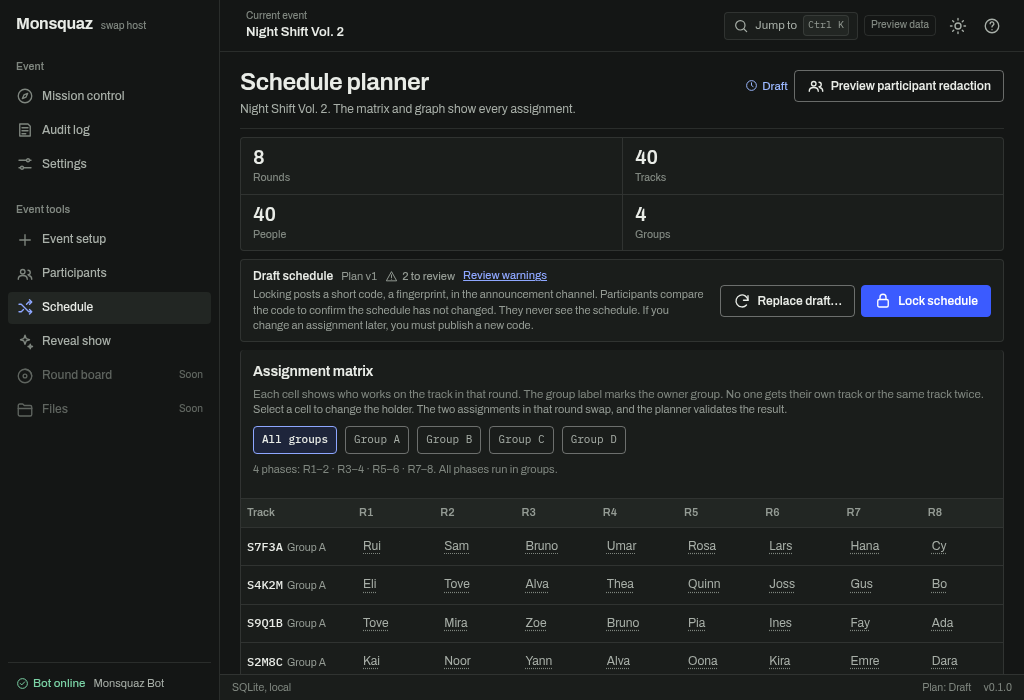 Monsquaz swap host
Event
Mission control
Audit log
Settings
Event tools
Event setup
Participants
Schedule
Reveal show
Round board Soon
Files Soon
Bot online Monsquaz Bot
Current event
Night Shift Vol. 2
Jump to Ctrl K
Preview data
Schedule planner
Night Shift Vol. 2. The matrix and graph show every assignment.
Draft
Preview participant redaction
8
Rounds
40
Tracks
40
People
4
Groups
Draft schedule Plan v1 2 to review Review warnings
Locking posts a short code, a fingerprint, in the announcement channel. Participants compare
the code to confirm the schedule has not changed. They never see the schedule. If you
change an assignment later, you must publish a new code.
Replace draft…
Lock schedule
Assignment matrix
Each cell shows who works on the track in that round. The group label marks the owner group. No one gets their own track or the same track twice.
Select a cell to change the holder. The two assignments in that round swap, and the planner validates the result.
All groups Group A Group B Group C Group D
4 phases: R1–2 · R3–4 · R5–6 · R7–8. All phases run in groups.
Track R1 R2 R3 R4 R5 R6 R7 R8
S7F3A Group A Rui Sam Bruno Umar Rosa Lars Hana Cy
S4K2M Group A Eli Tove Alva Thea Quinn Joss Gus Bo
S9Q1B Group A Tove Mira Zoe Bruno Pia Ines Fay Ada
S2M8C Group A Kai Noor Yann Alva Oona Kira Emre Dara
SQLite, local
Plan: Draft v0.1.0